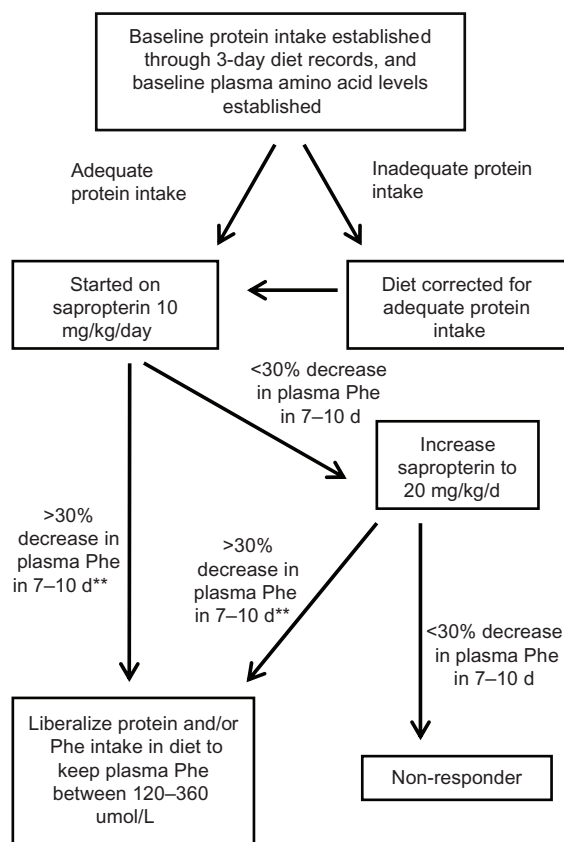 Baseline protein intake established
through 3-day diet records, and
baseline plasma amino acid levels
established
Adequate
protein intake
Inadequate protein
intake
Started on
sapropterin 10
mg/kg/day
Diet corrected for
adequate protein
intake
<30% decrease
in plasma Phe
in 7–10 d
Increase
sapropterin to
20 mg/kg/d
>30%
decrease in
plasma Phe
in 7–10 d**
>30%
decrease in
plasma Phe
in 7–10 d**
<30% decrease
in plasma Phe
in 7–10 d
Liberalize protein and/or
Phe intake in diet to
keep plasma Phe
between 120–360
umol/L
Non-responder